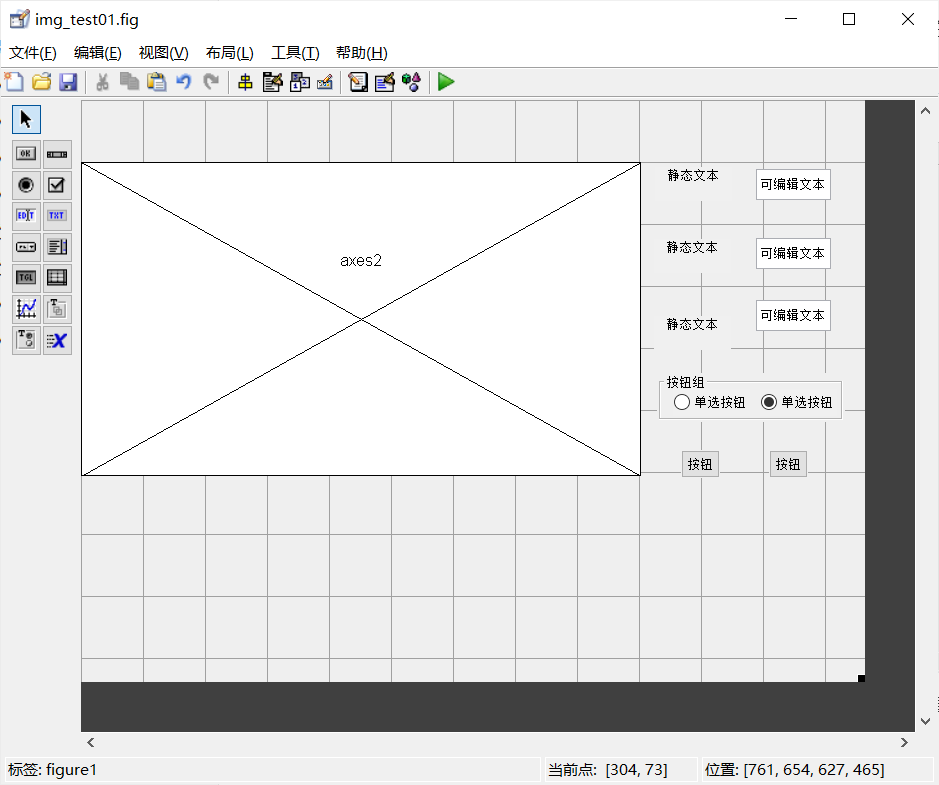 img_test01.fig
文件(F) 编辑(E) 视图(V) 布局(L) 工具(T) 帮助(H)
OK
EDIT TXT
TGL
axes2
静态文本 可编辑文本
静态文本 可编辑文本
静态文本 可编辑文本
按钮组
单选按钮 单选按钮
按钮 按钮
标签: figure1 当前点: [304, 73] 位置: [761, 654, 627, 465]